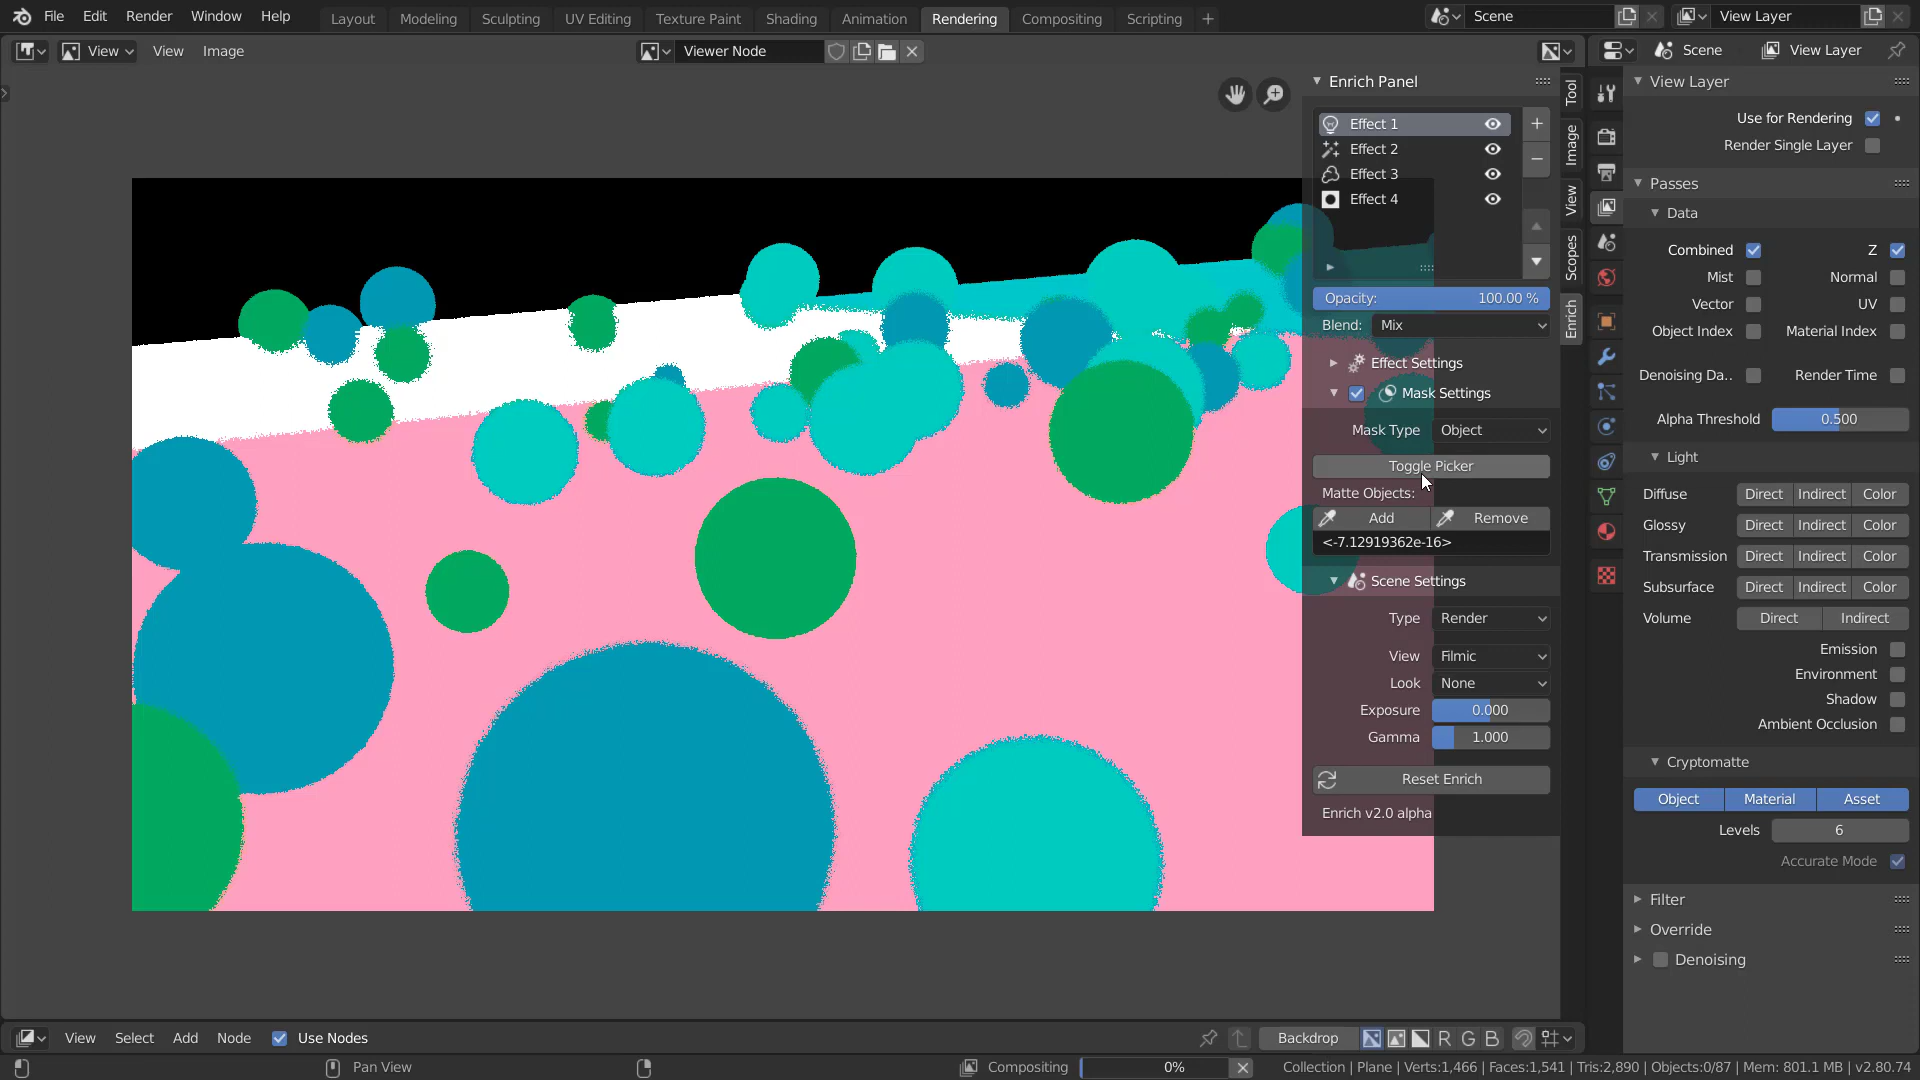 File Edit Render Window Help Layout Modeling Sculpting UV Editing Texture Paint Shading Animation Rendering Compositing Scripting + Scene View Layer
View View Image Viewer Node Scene View Layer
Enrich Panel
Effect 1
Effect 2
Effect 3
Effect 4
Opacity: 100.00 %
Blend: Mix
Effect Settings
Mask Settings
Mask Type Object
Toggle Picker
Matte Objects:
Add Remove
<-7.12919362e-16>
Scene Settings
Type Render
View Filmic
Look None
Exposure 0.000
Gamma 1.000
Reset Enrich
Enrich v2.0 alpha
Tool
Image
View
Scopes
Enrich
View Layer
Use for Rendering
Render Single Layer
Passes
Data
Combined Z
Mist Normal
Vector UV
Object Index Material Index
Denoising Da.. Render Time
Alpha Threshold 0.500
Light
Diffuse Direct Indirect Color
Glossy Direct Indirect Color
Transmission Direct Indirect Color
Subsurface Direct Indirect Color
Volume Direct Indirect
Emission
Environment
Shadow
Ambient Occlusion
Cryptomatte
Object Material Asset
Levels 6
Accurate Mode
Filter
Override
Denoising
View Select Add Node Use Nodes Backdrop R G B
Pan View Compositing 0% Collection | Plane | Verts:1,466 | Faces:1,541 | Tris:2,890 | Objects:0/87 | Mem: 801.1 MB | v2.80.74